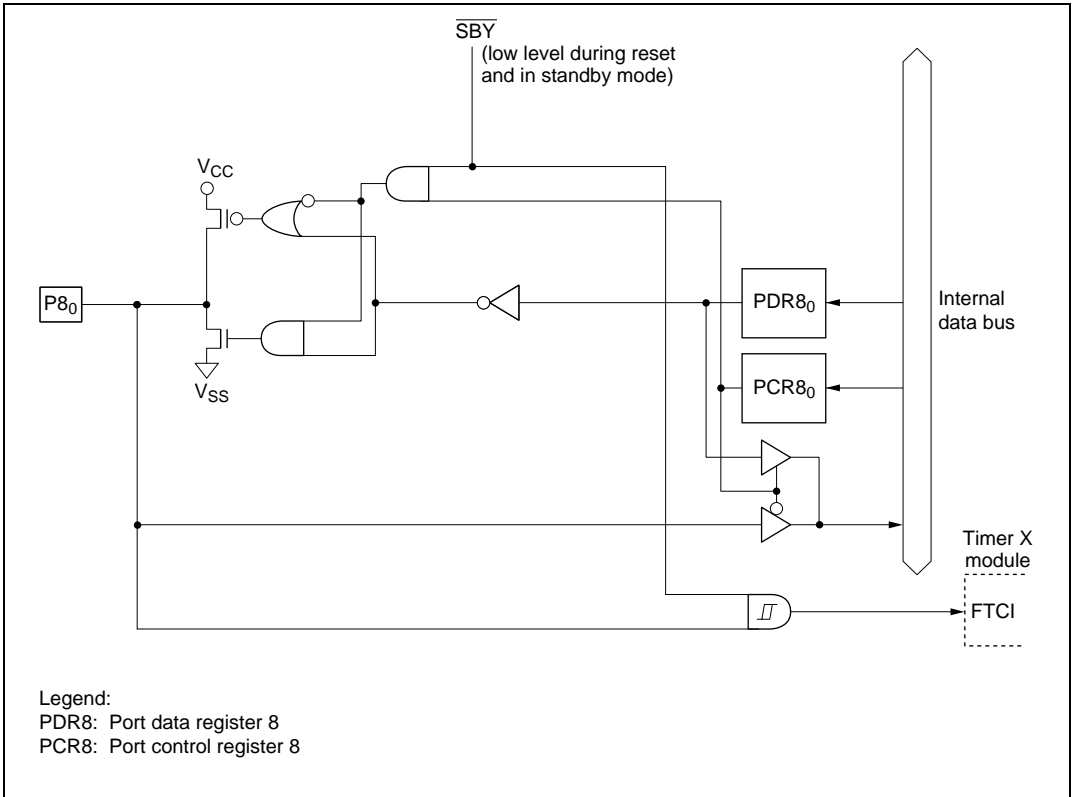 SBY
(low level during reset
and in standby mode)
VCC
P80
VSS
PDR80
PCR80
Internal
data bus
Timer X
module
FTCI
Legend:
PDR8: Port data register 8
PCR8: Port control register 8